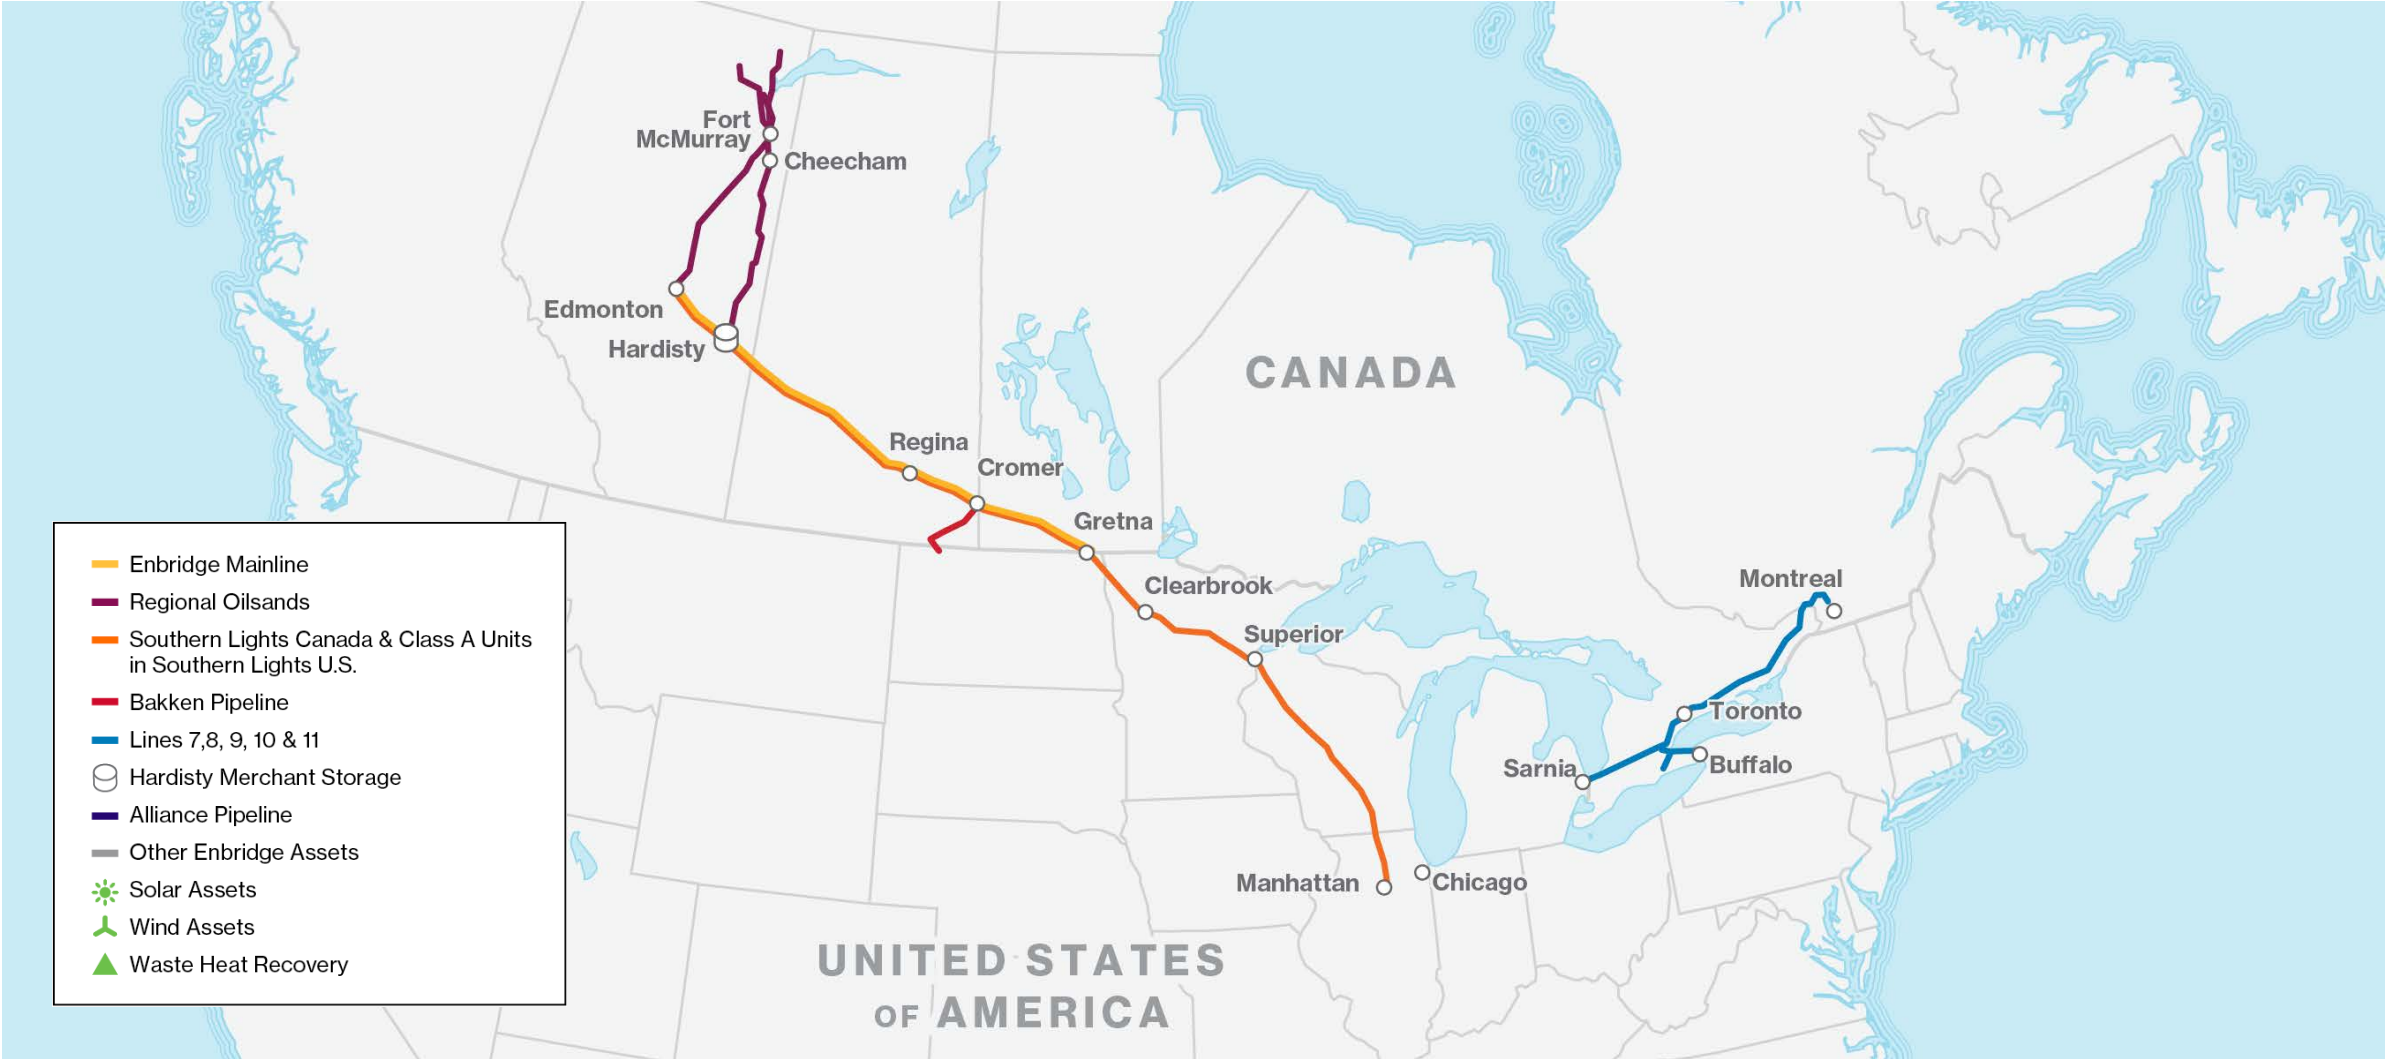 Fort
McMurray
Cheecham
Edmonton
Hardisty
CANADA
Regina
Cromer
Gretna
Clearbrook
Superior
Montreal
Toronto
Sarnia
Buffalo
Manhattan
Chicago
UNITED STATES
OF AMERICA
Enbridge Mainline
Regional Oilsands
Southern Lights Canada & Class A Units
in Southern Lights U.S.
Bakken Pipeline
Lines 7,8, 9, 10 & 11
Hardisty Merchant Storage
Alliance Pipeline
Other Enbridge Assets
Solar Assets
Wind Assets
Waste Heat Recovery